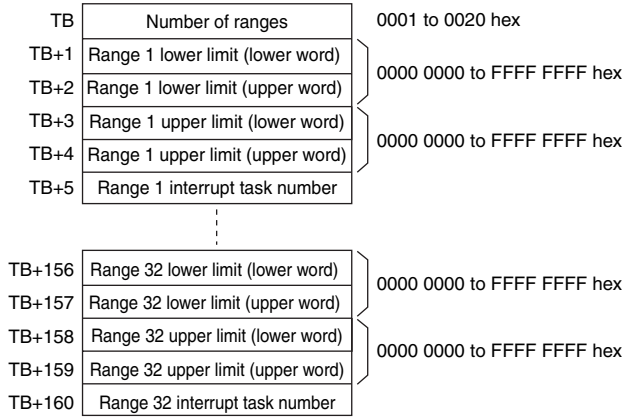 TB Number of ranges 0001 to 0020 hex
TB+1 Range 1 lower limit (lower word)
0000 0000 to FFFF FFFF hex
TB+2 Range 1 lower limit (upper word)
TB+3 Range 1 upper limit (lower word)
0000 0000 to FFFF FFFF hex
TB+4 Range 1 upper limit (upper word)
TB+5 Range 1 interrupt task number
TB+156 Range 32 lower limit (lower word)
0000 0000 to FFFF FFFF hex
TB+157 Range 32 lower limit (upper word)
TB+158 Range 32 upper limit (lower word)
0000 0000 to FFFF FFFF hex
TB+159 Range 32 upper limit (upper word)
TB+160 Range 32 interrupt task number